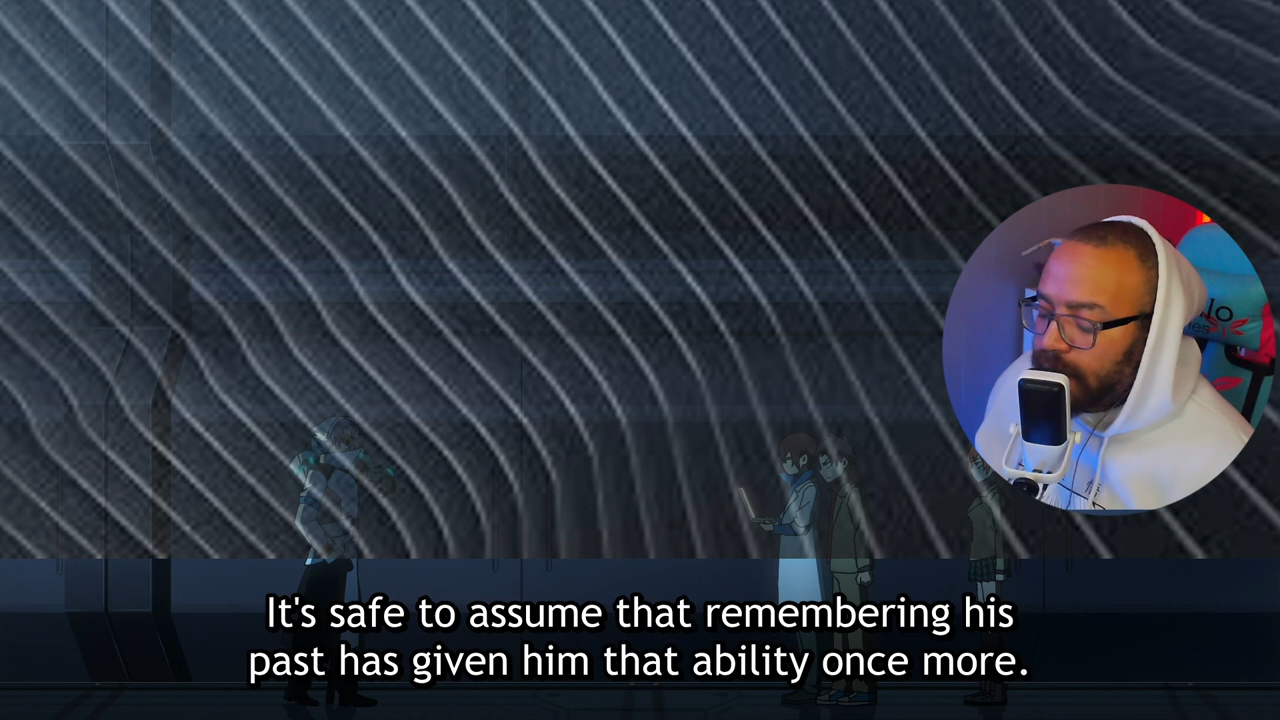 It's safe to assume that remembering his
past has given him that ability once more.